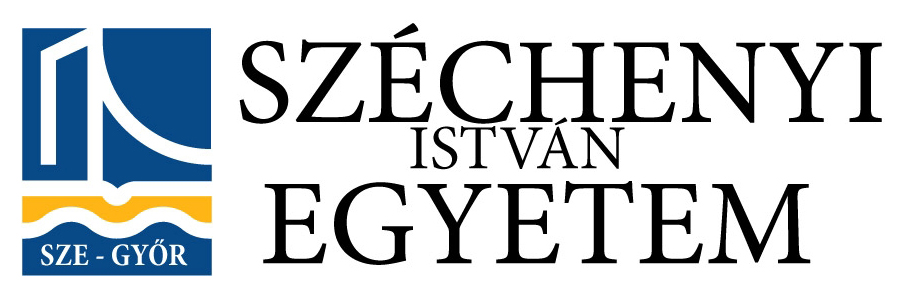 SZÉCHENYI
ISTVÁN
EGYETEM
SZE - GYŐR